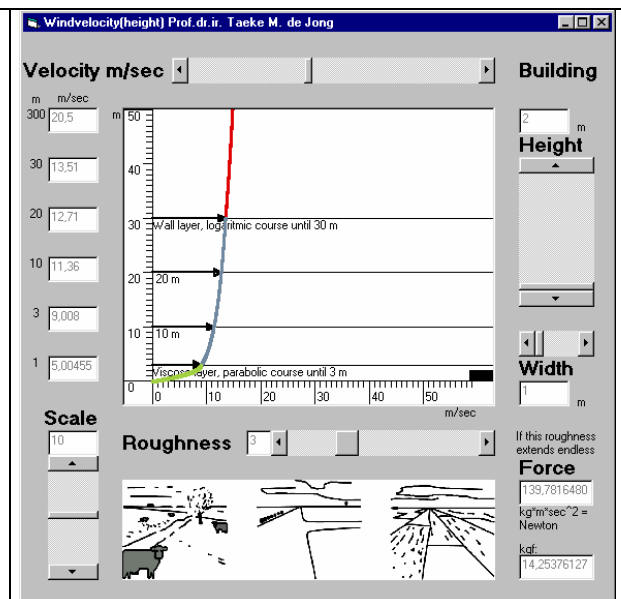 Windvelocity(height) Prof.dr.ir. Taeke M. de Jong
Velocity m/sec
Building
m m/sec
300 20,5
30 13,51
20 12,71
10 11,36
3 9,008
1 5,00455
m
50
40
30
20
10
0
Wall layer, logaritmic course until 30 m
20 m
10 m
Viscose layer, parabolic course until 3 m
0 10 20 30 40 50
m/sec
2 m
Height
Width
1 m
Scale
10
Roughness 3
If this roughness
extends endless
Force
139,7816480
kg*m*sec^2 =
Newton
kgf:
14,25376127